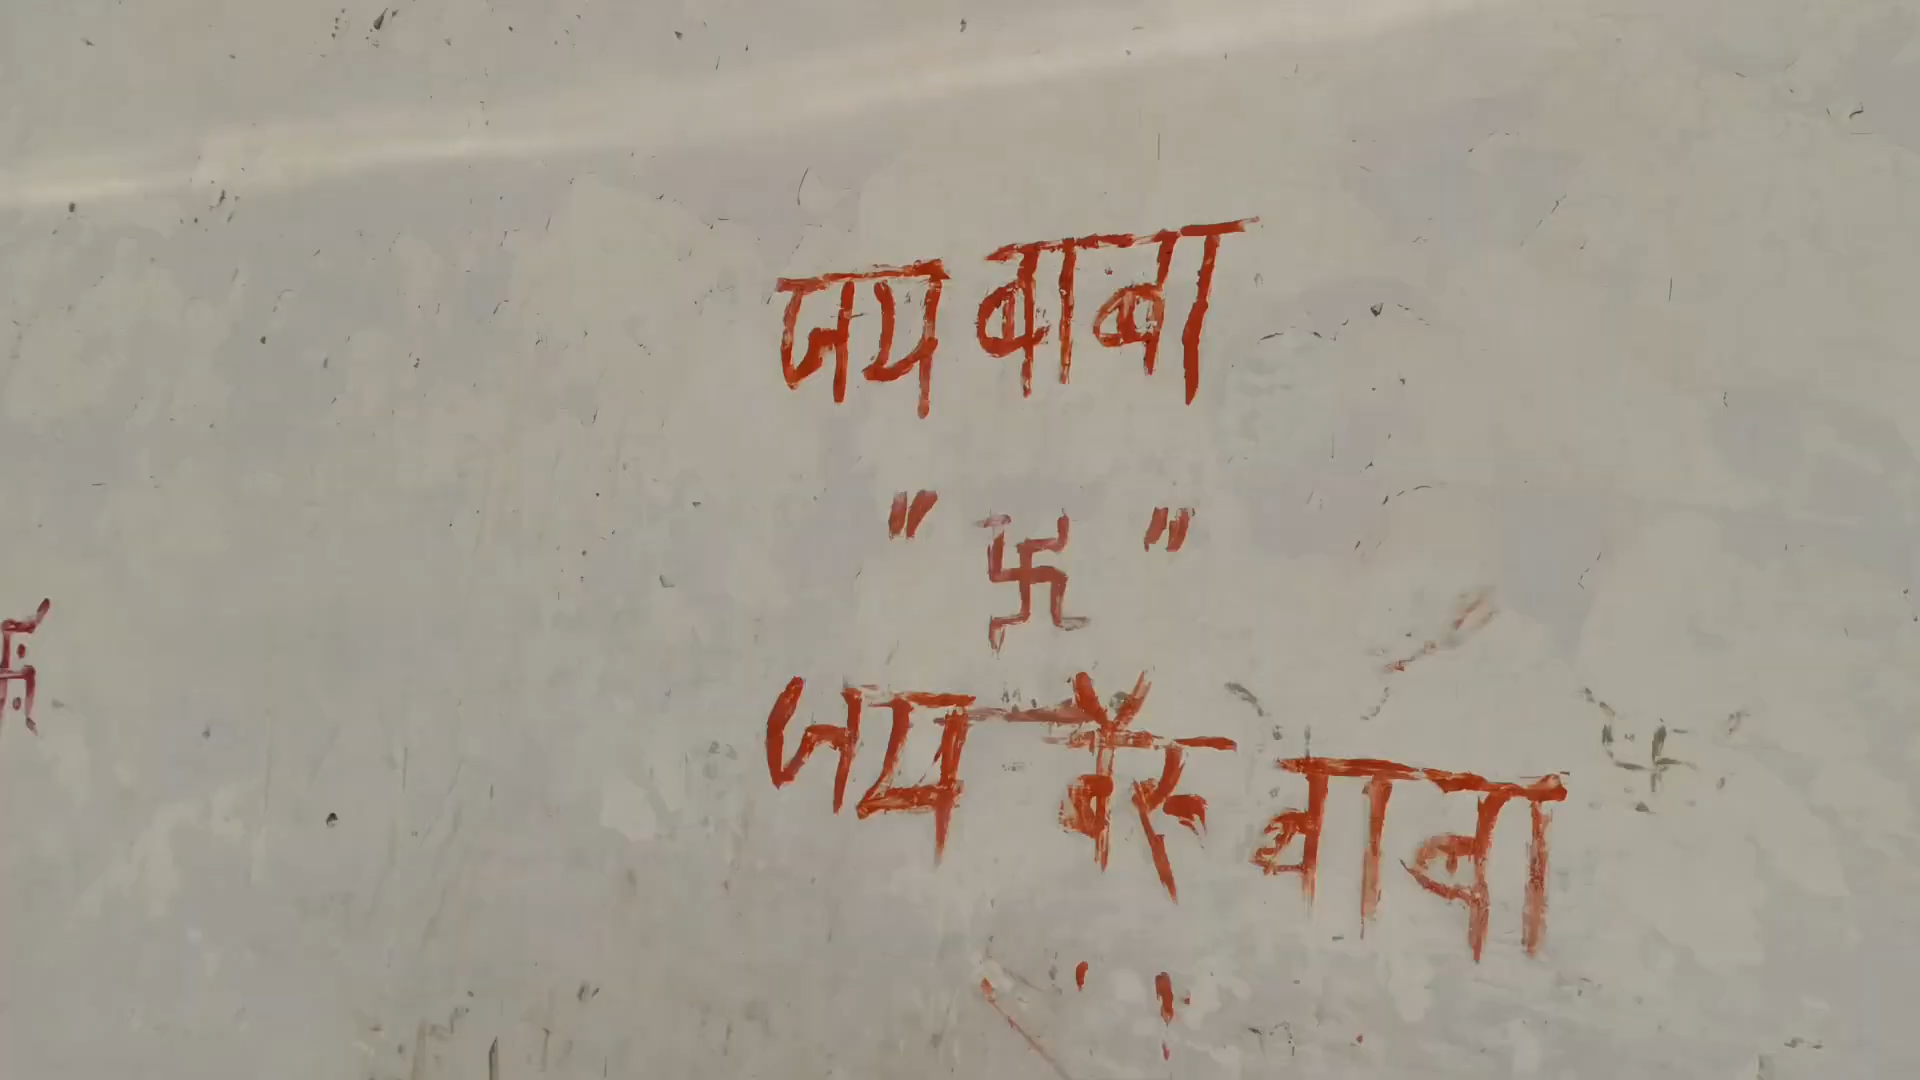 जय बाबा
" 卐 "
जय बैरु बाबा